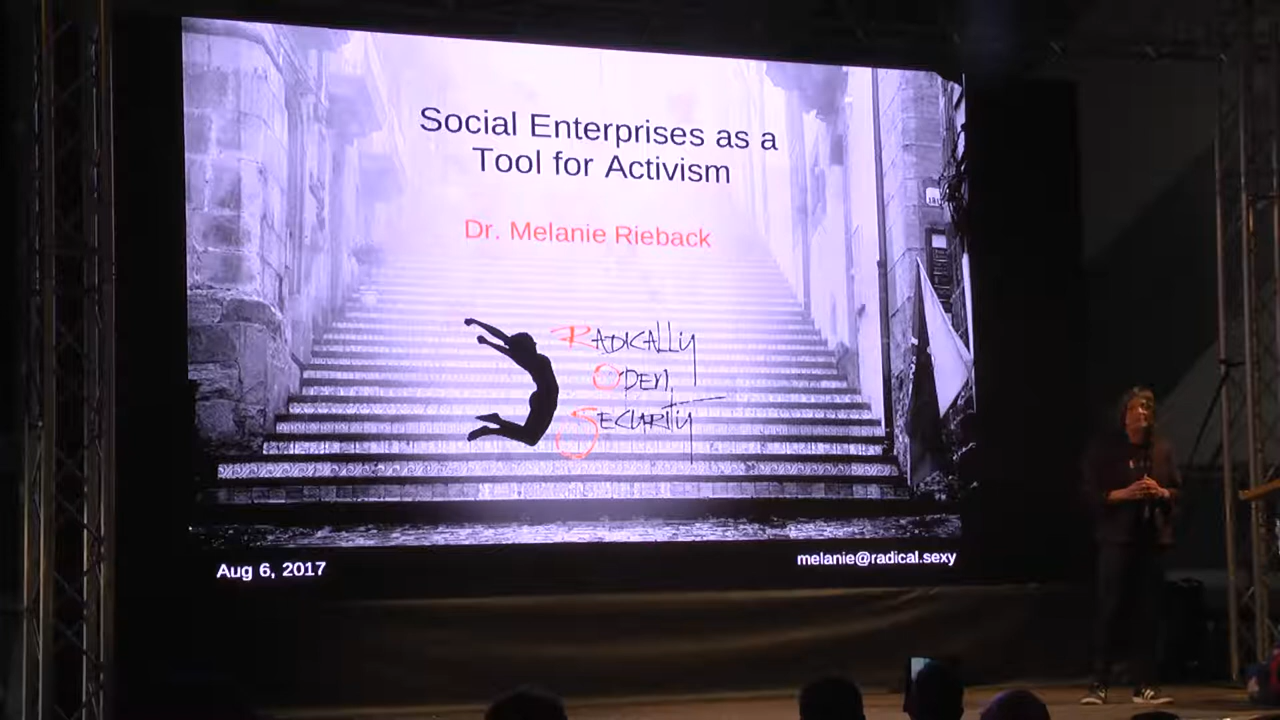 Social Enterprises as a
Tool for Activism
Dr. Melanie Rieback
Radically
Open
Security
Aug 6, 2017
melanie@radical.sexy